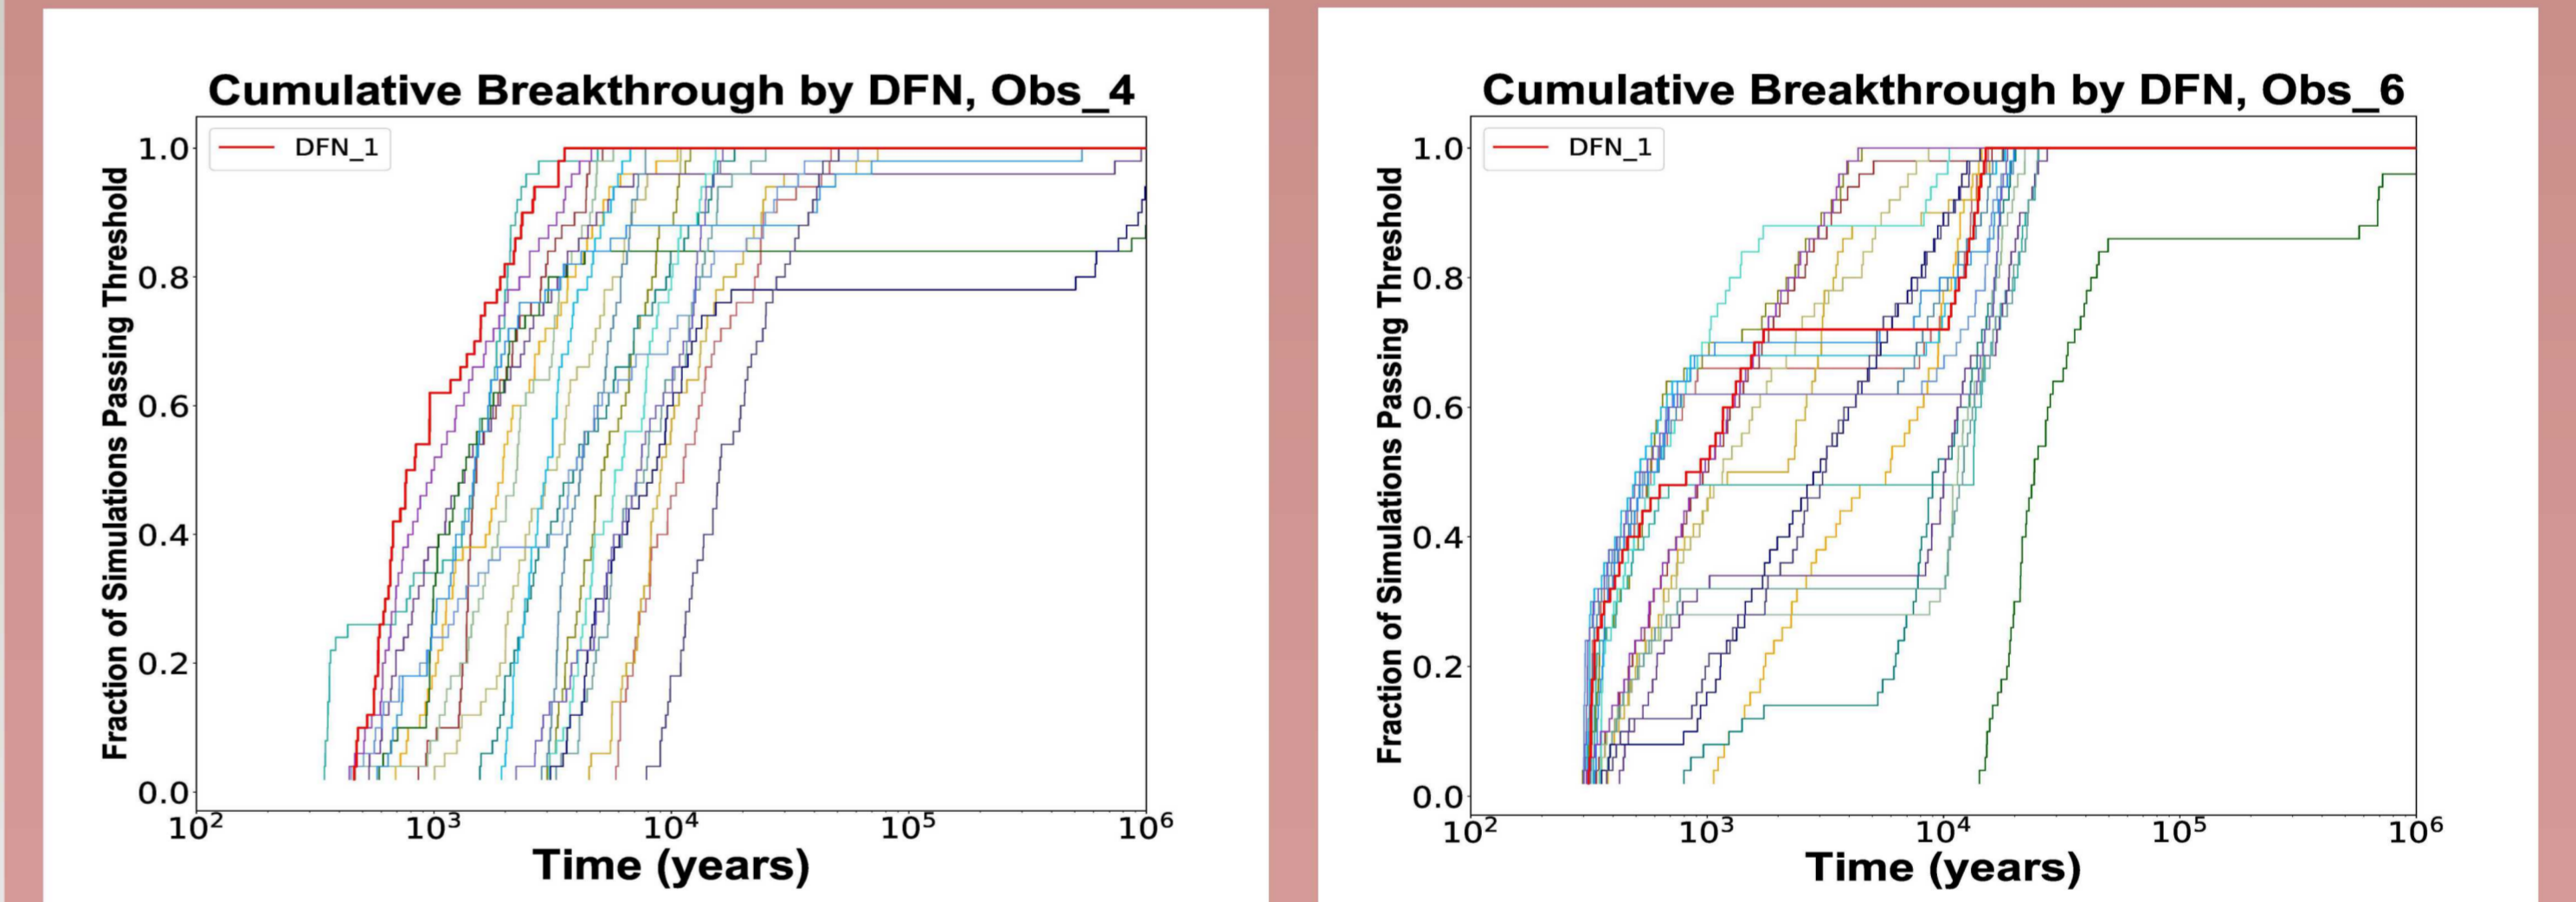 Cumulative Breakthrough by DFN, Obs_4
DFN_1
Fraction of Simulations Passing Threshold
1.0
0.8
0.6
0.4
0.2
0.0
10² 10³ 10⁴ 10⁵ 10⁶
Time (years)
Cumulative Breakthrough by DFN, Obs_6
DFN_1
Fraction of Simulations Passing Threshold
1.0
0.8
0.6
0.4
0.2
0.0
10² 10³ 10⁴ 10⁵ 10⁶
Time (years)